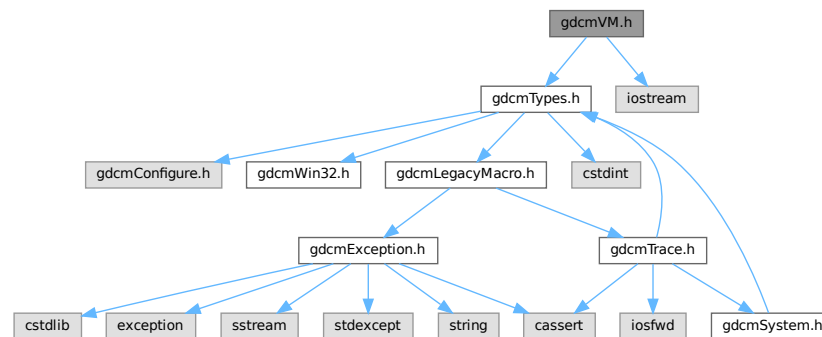 gdcmVM.h
gdcmTypes.h
iostream
gdcmConfigure.h
gdcmWin32.h
gdcmLegacyMacro.h
cstdint
gdcmException.h
gdcmTrace.h
cstdlib
exception
sstream
stdexcept
string
cassert
iosfwd
gdcmSystem.h